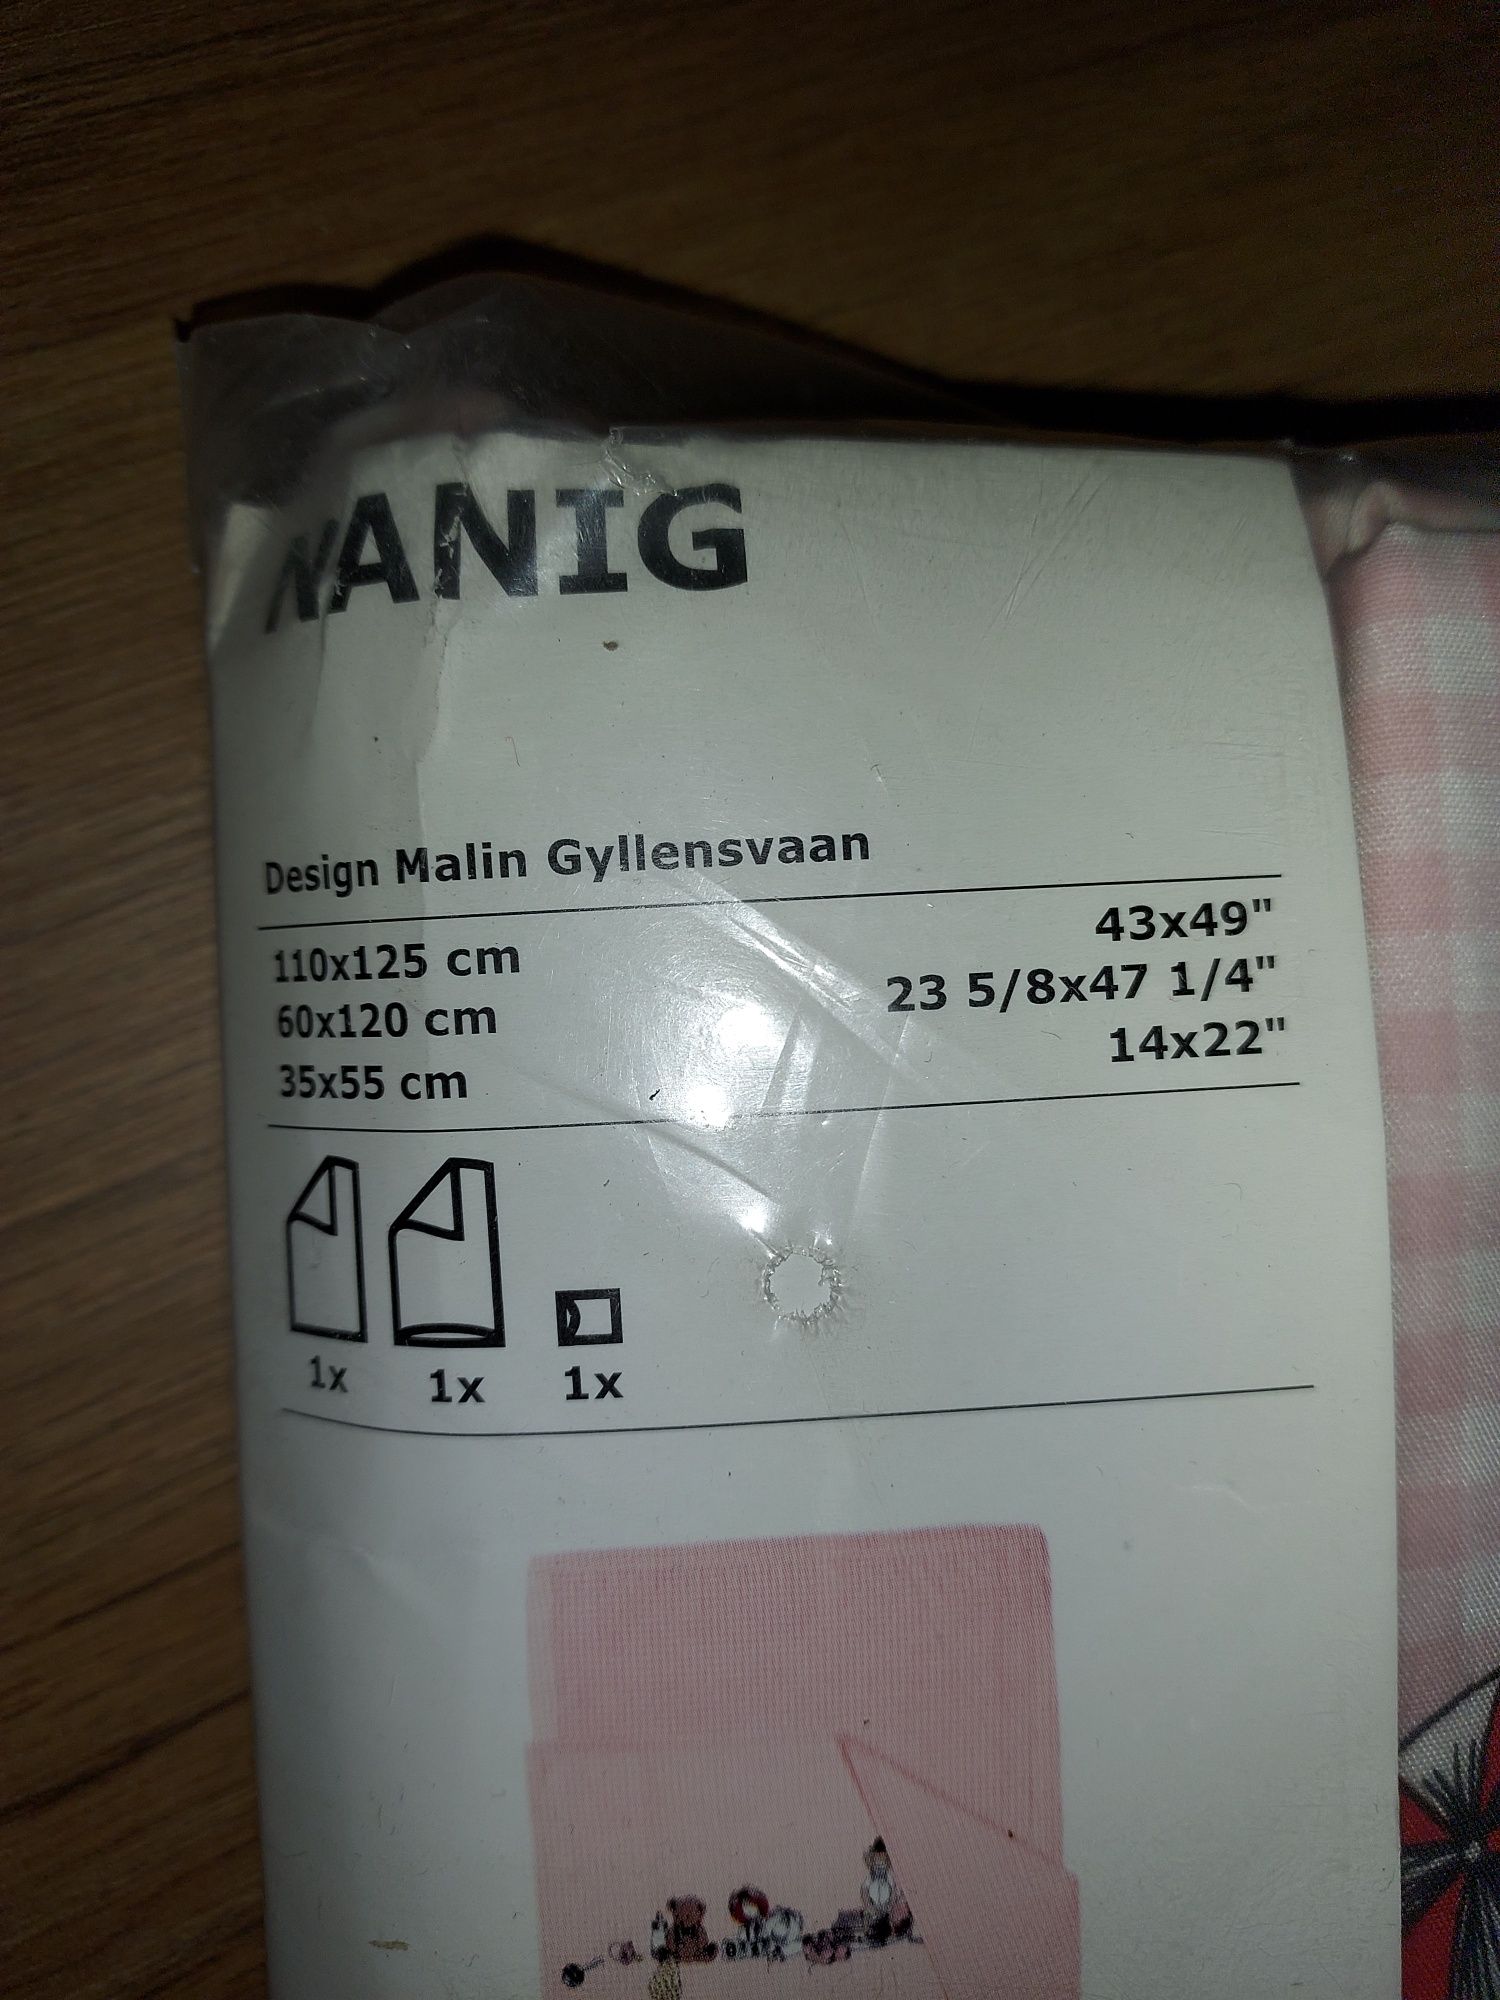 NANIG
Design Malin Gyllensvaan
110x125 cm 43x49"
60x120 cm 23 5/8x47 1/4"
35x55 cm 14x22"
1x 1x 1x